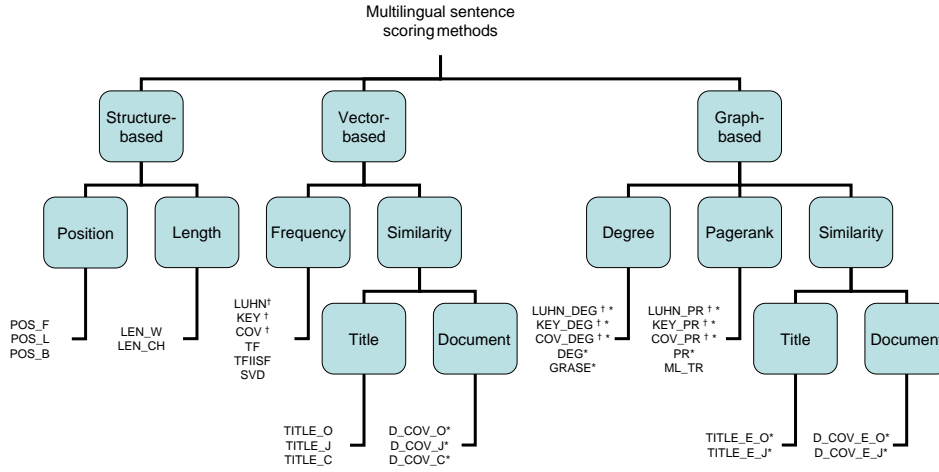 Multilingual sentence
scoring methods
Structure-
based
Vector-
based
Graph-
based
Position
Length
Frequency
Similarity
Degree
Pagerank
Similarity
POS_F
POS_L
POS_B
LEN_W
LEN_CH
LUHN†
KEY †
COV †
TF
TFIISF
SVD
Title
Document
LUHN_DEG † *
KEY_DEG † *
COV_DEG † *
DEG*
GRASE*
LUHN_PR † *
KEY_PR † *
COV_PR † *
PR*
ML_TR
Title
Document
TITLE_O
TITLE_J
TITLE_C
D_COV_O*
D_COV_J*
D_COV_C*
TITLE_E_O*
TITLE_E_J*
D_COV_E_O*
D_COV_E_J*